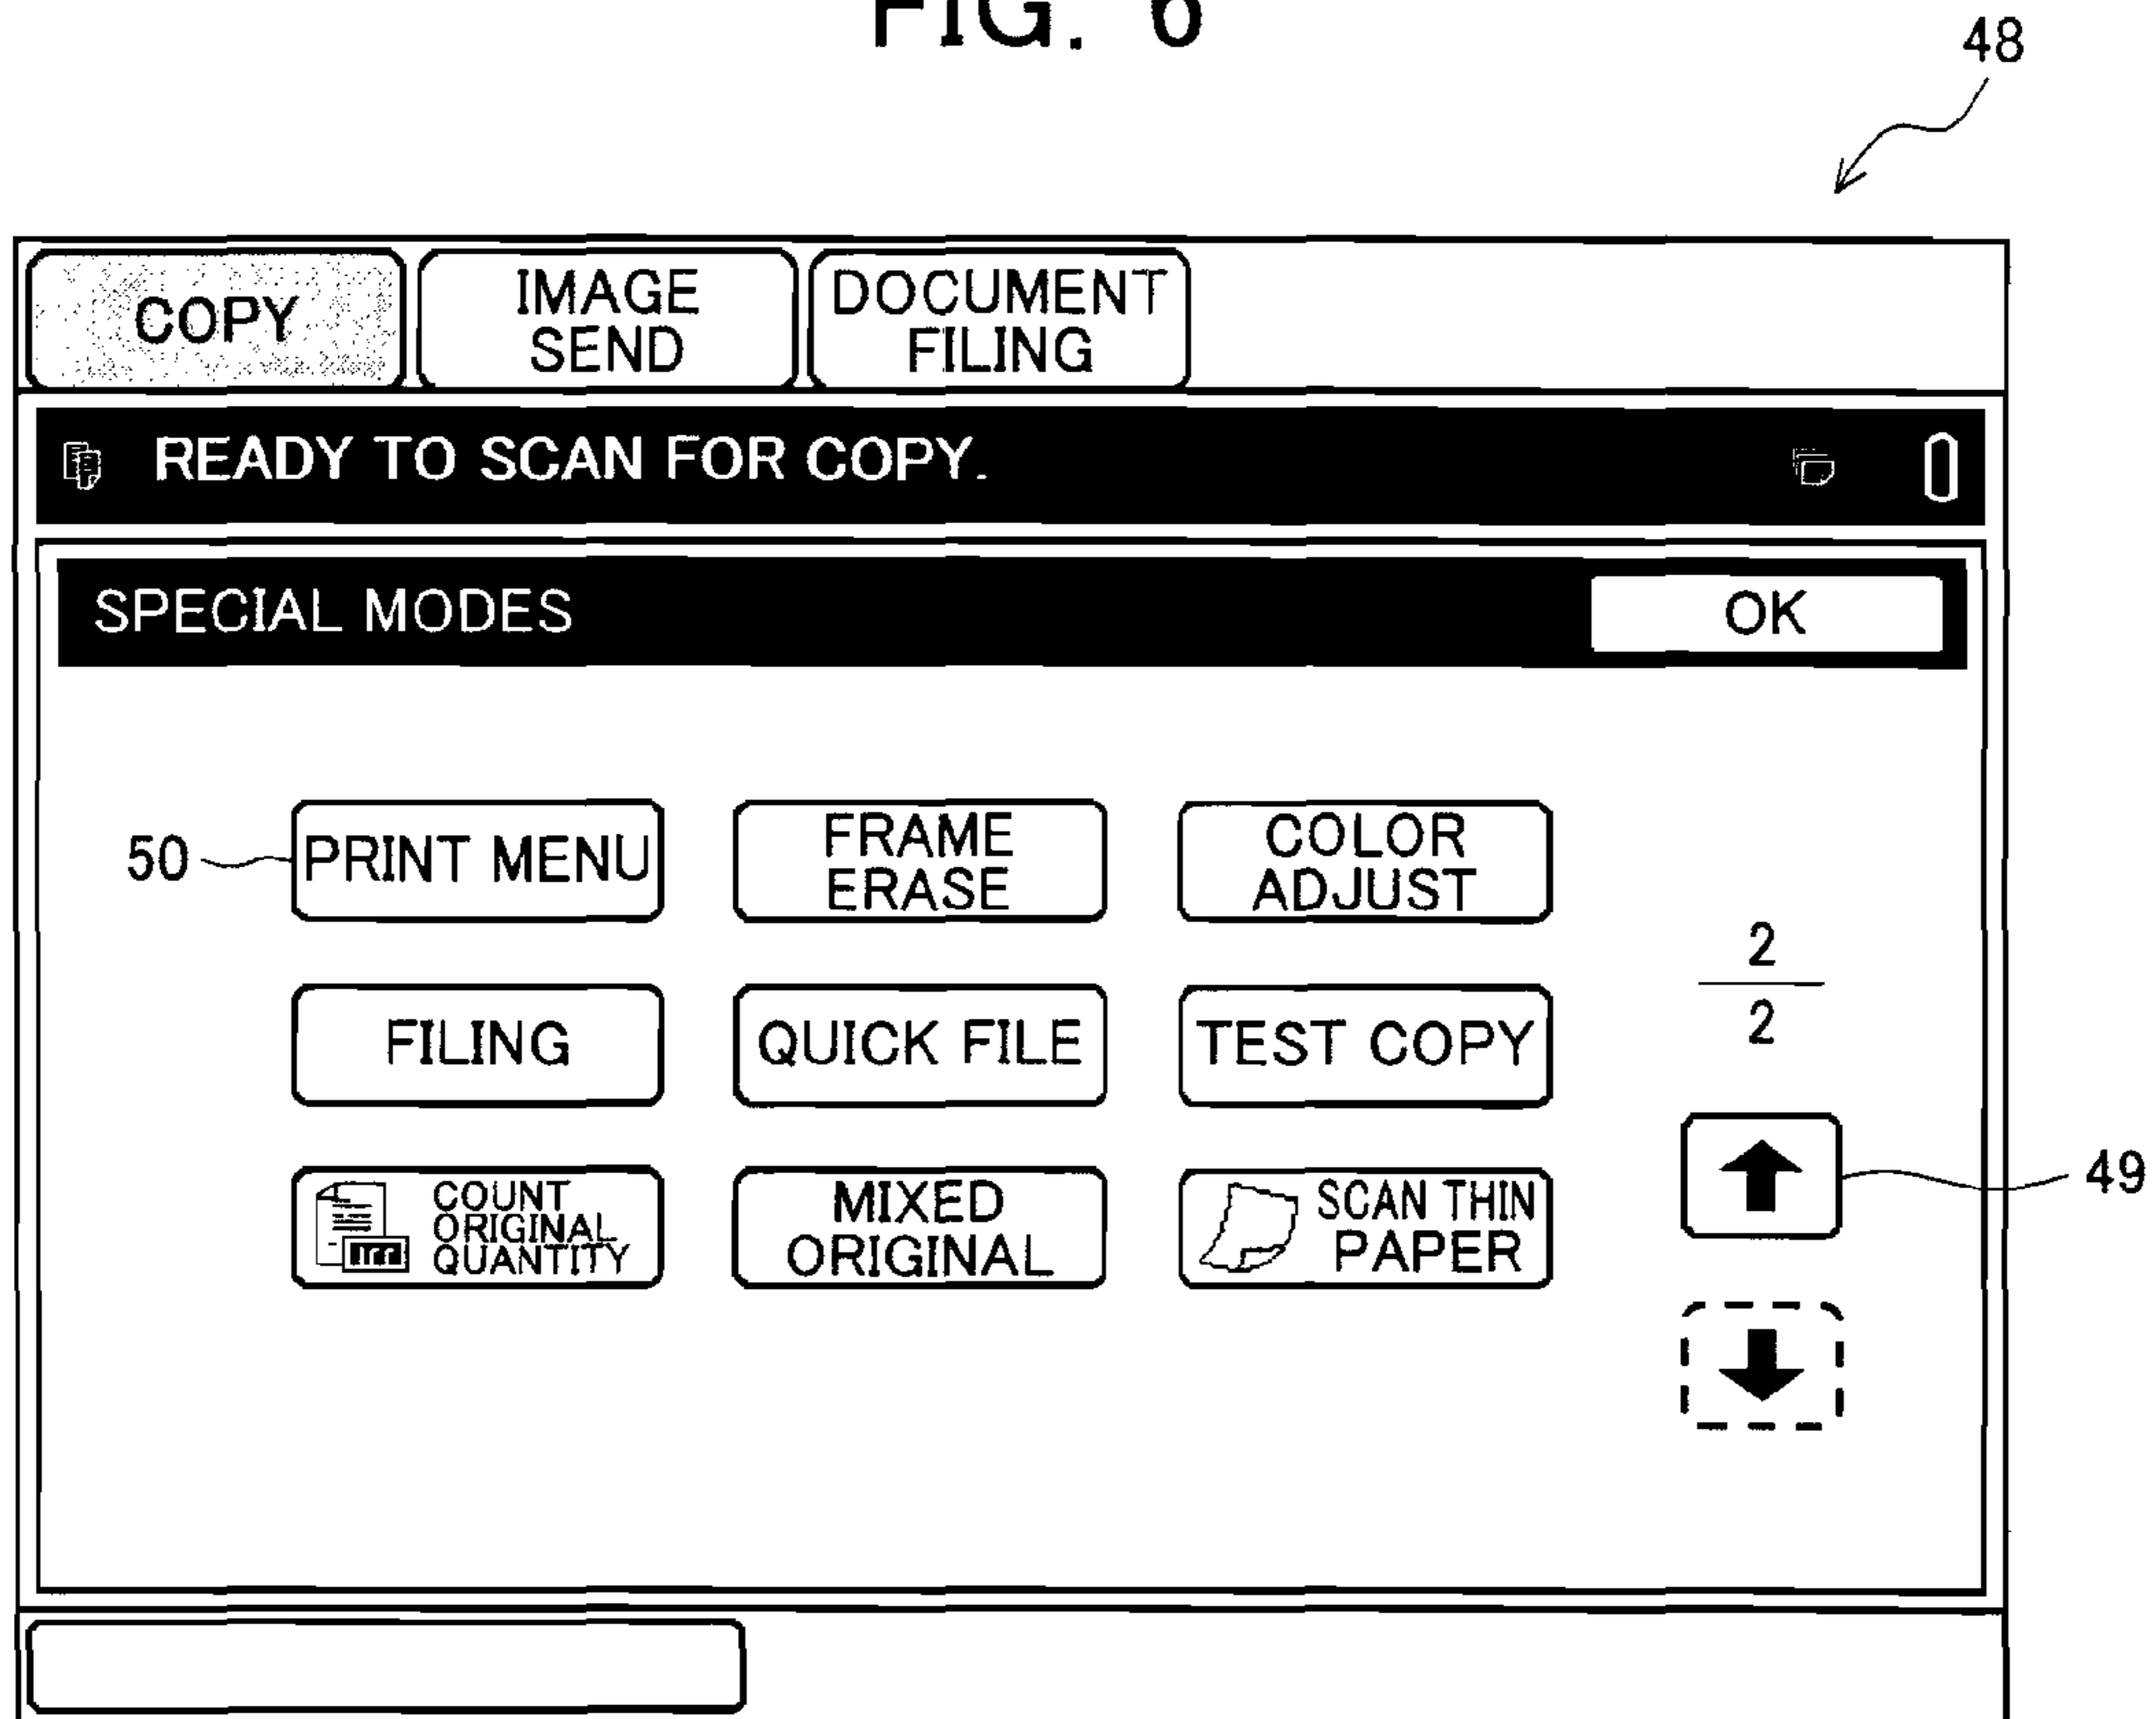 FIG. 6
48
COPY
IMAGE
SEND
DOCUMENT
FILING
READY TO SCAN FOR COPY.
0
SPECIAL MODES
OK
50
PRINT MENU
FRAME
ERASE
COLOR
ADJUST
2
2
FILING
QUICK FILE
TEST COPY
49
COUNT
ORIGINAL
QUANTITY
MIXED
ORIGINAL
SCAN THIN
PAPER